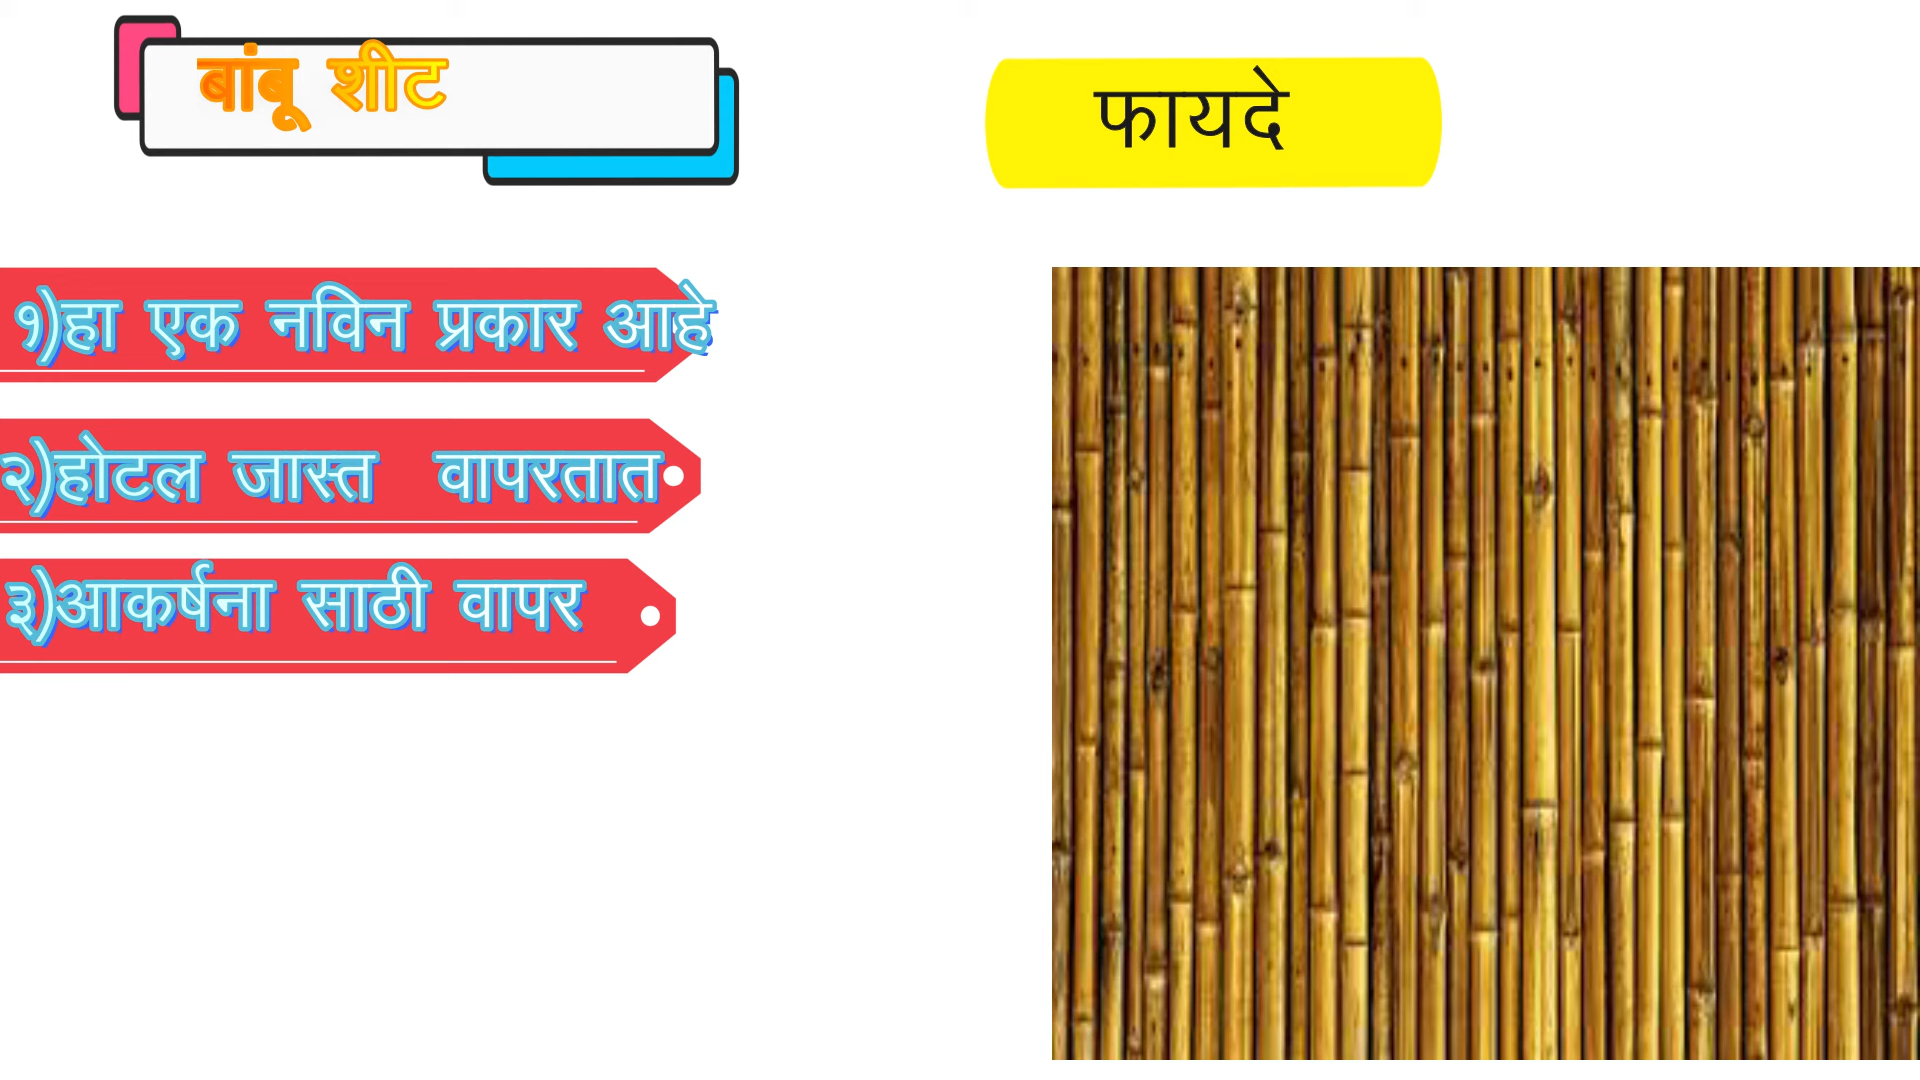 बांबू शीट
फायदे
१)हा एक नविन प्रकार आहे
२)होटल जास्त वापरतात
३)आकर्षना साठी वापर